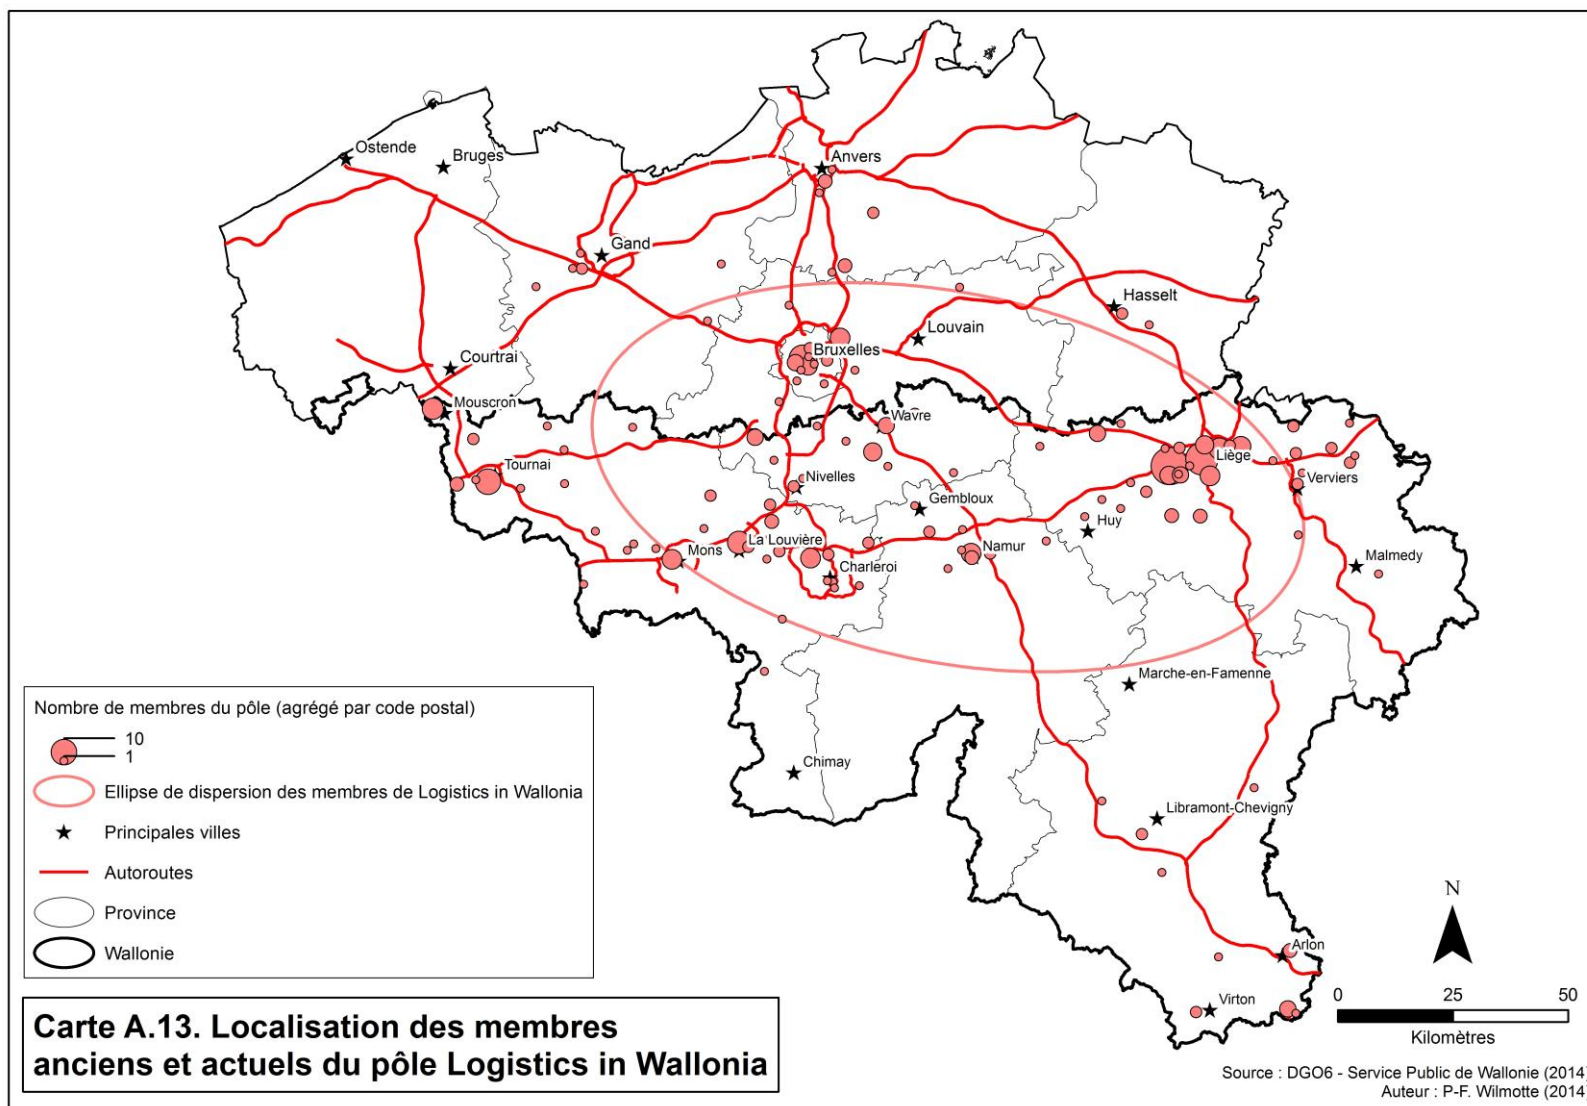 Ostende
Bruges
Anvers
Gand
Hasselt
Louvain
Bruxelles
Courtrai
Mouscron
Wavre
Tournai
Liège
Nivelles
Verviers
Gembloux
Huy
Mons
La Louvière
Namur
Charleroi
Malmedy
Marche-en-Famenne
Chimay
Libramont-Chevigny
Arlon
Virton
Nombre de membres du pôle (agrégé par code postal)
10
1
Ellipse de dispersion des membres de Logistics in Wallonia
Principales villes
Autoroutes
Province
Wallonie
N
0 25 50
Kilomètres
Carte A.13. Localisation des membres
anciens et actuels du pôle Logistics in Wallonia
Source : DGO6 - Service Public de Wallonie (2014)
Auteur : P-F. Wilmotte (2014)